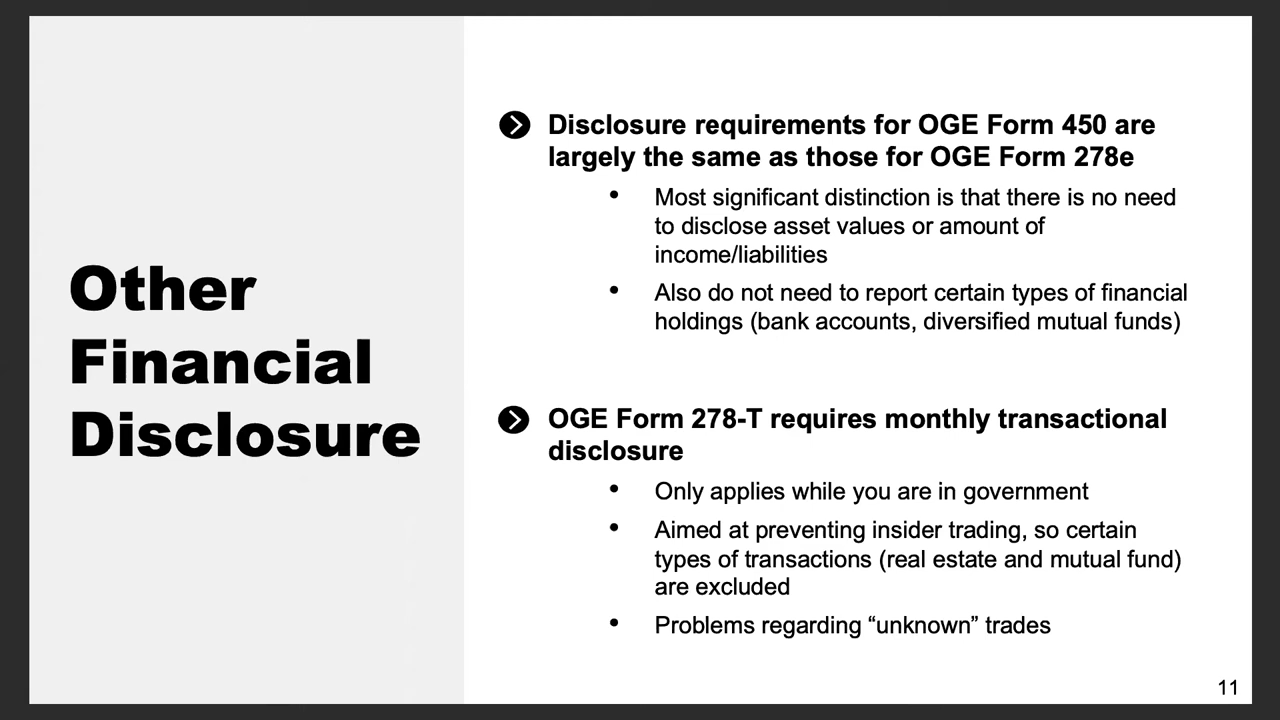 Other
Financial
Disclosure
Disclosure requirements for OGE Form 450 are
largely the same as those for OGE Form 278e
• Most significant distinction is that there is no need
to disclose asset values or amount of
income/liabilities
• Also do not need to report certain types of financial
holdings (bank accounts, diversified mutual funds)
OGE Form 278-T requires monthly transactional
disclosure
• Only applies while you are in government
• Aimed at preventing insider trading, so certain
types of transactions (real estate and mutual fund)
are excluded
• Problems regarding “unknown” trades
11